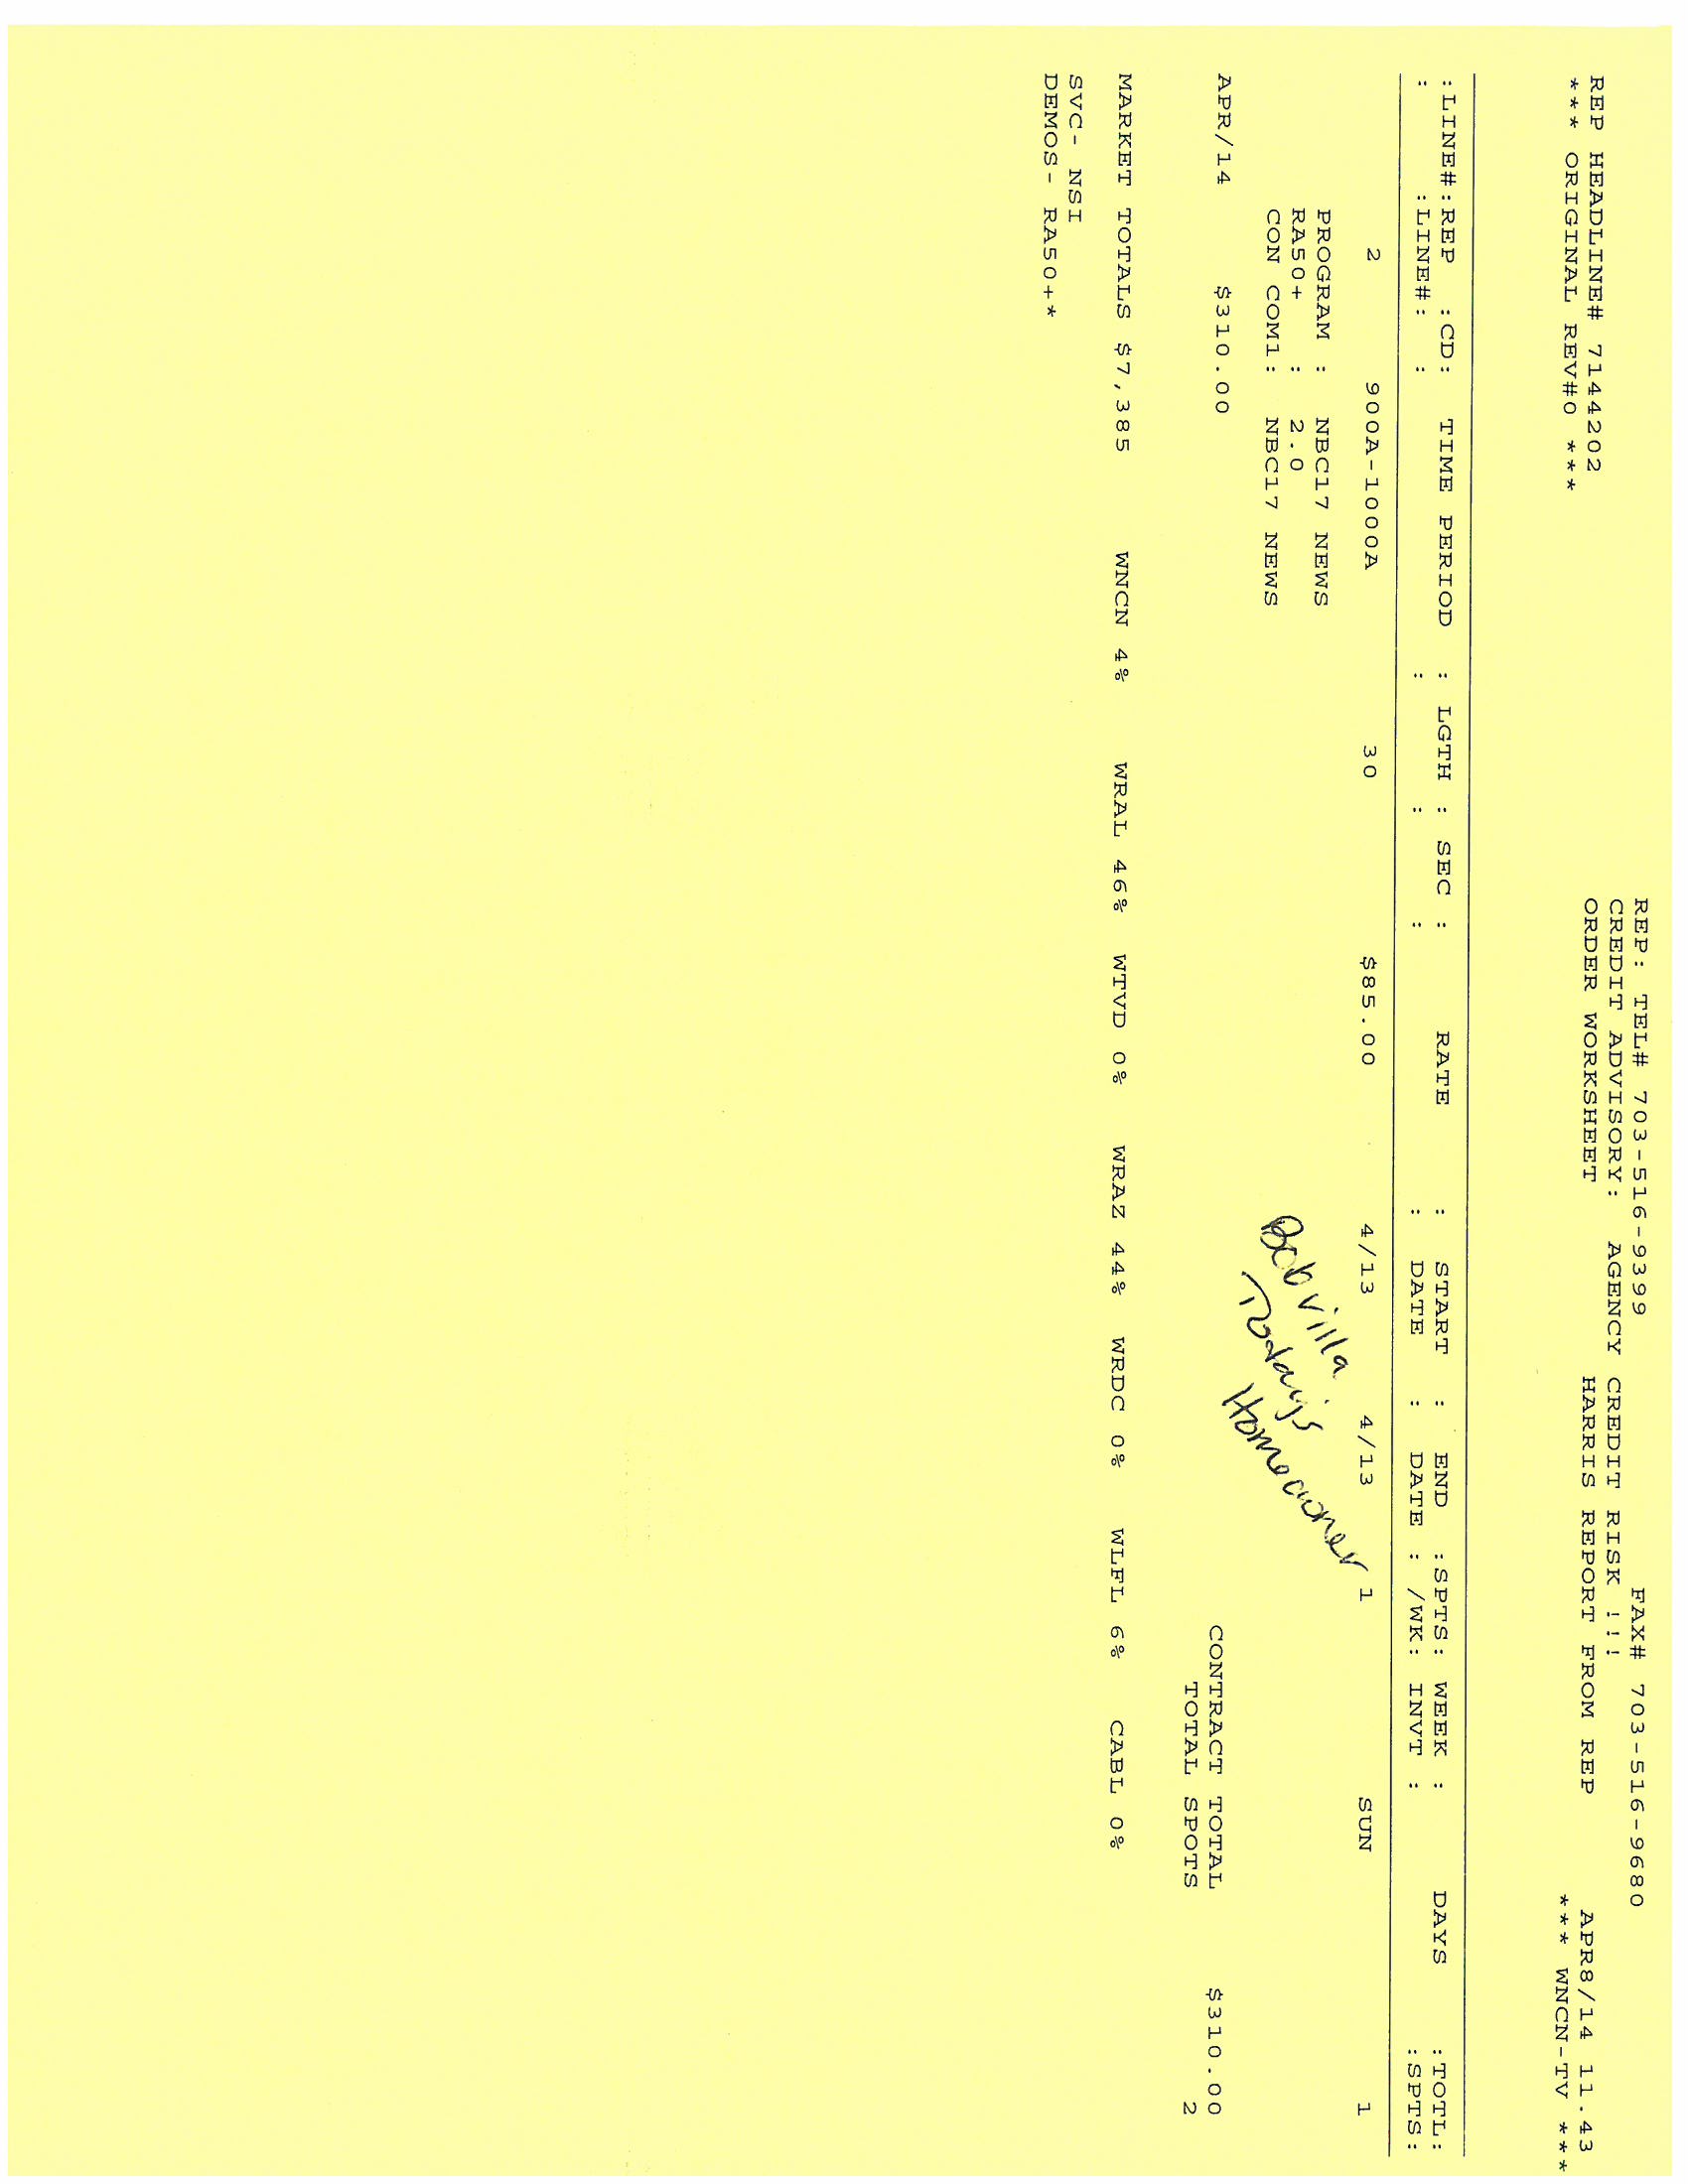 REP: TEL# 703-516-9399 FAX# 703-516-9680
CREDIT ADVISORY: AGENCY CREDIT RISK !!!
REP HEADLINE# 7144202 ORDER WORKSHEET HARRIS REPORT FROM REP APR8/14 11.43
*** ORIGINAL REV#0 *** *** WNCN-TV ***
:LINE#:REP :CD: TIME PERIOD : LGTH : SEC : RATE : START : END :SPTS: WEEK : DAYS :TOTL:
: :LINE#: : : : : : DATE : DATE : /WK: INVT : :SPTS:
2 900A-1000A 30 $85.00 4/13 4/13 1 SUN 1
PROGRAM : NBC17 NEWS
RA50+ : 2.0
CON COM1: NBC17 NEWS
Bob Villa
Today's
Homeowner
APR/14 $310.00 CONTRACT TOTAL $310.00
TOTAL SPOTS 2
MARKET TOTALS $7,385 WNCN 4% WRAL 46% WTVD 0% WRAZ 44% WRDC 0% WLFL 6% CABL 0%
SVC- NSI
DEMOS- RA50+*